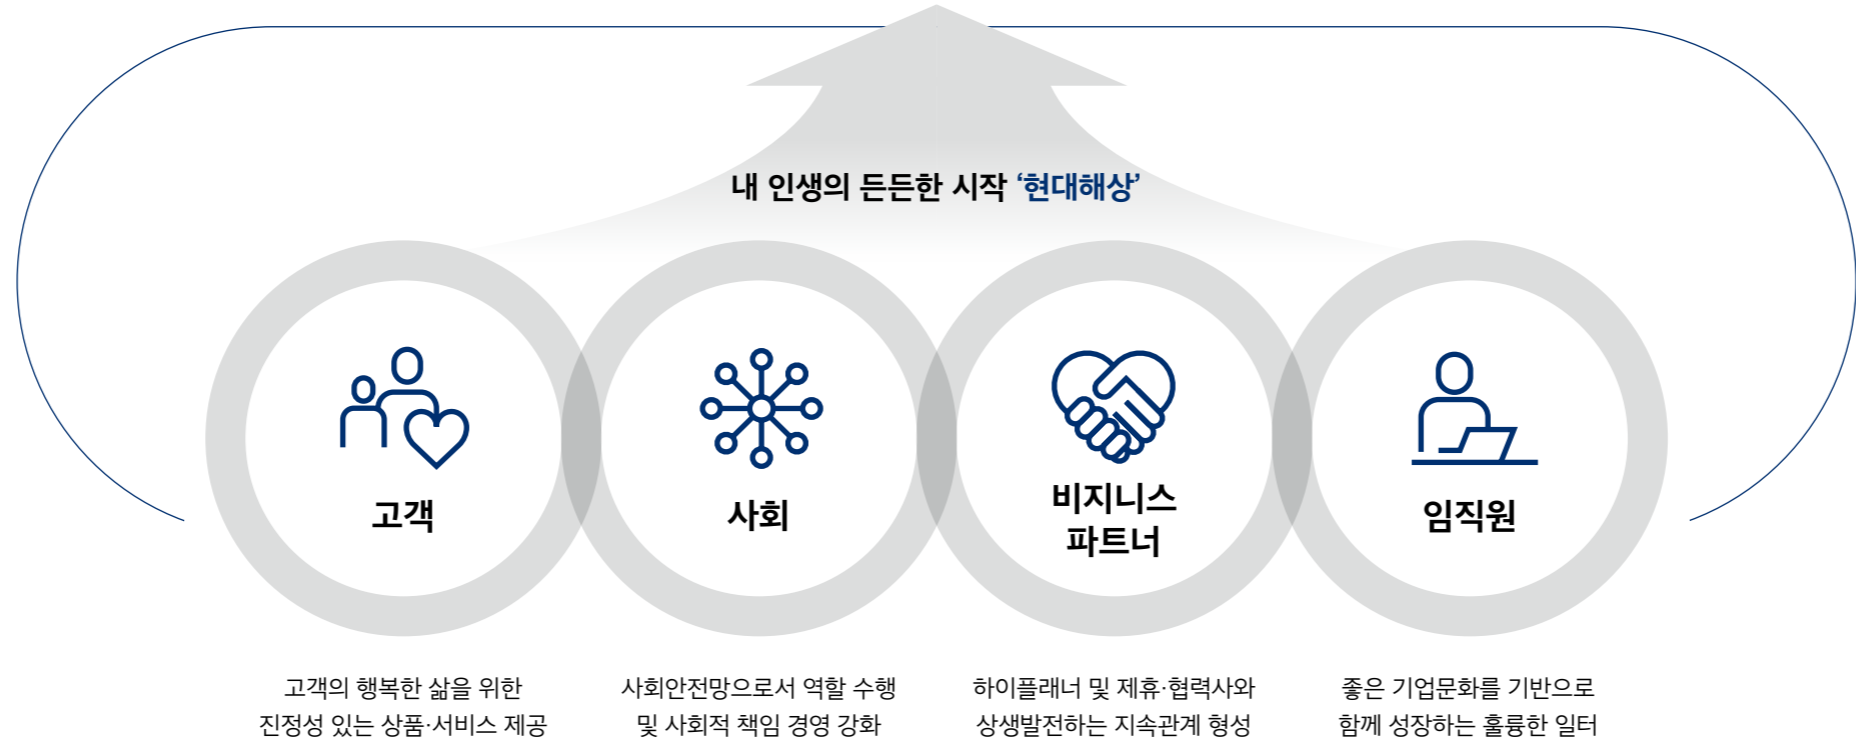 내 인생의 든든한 시작 ‘현대해상’
고객
사회
비지니스
파트너
임직원
고객의 행복한 삶을 위한
진정성 있는 상품·서비스 제공
사회안전망으로서 역할 수행
및 사회적 책임 경영 강화
하이플래너 및 제휴·협력사와
상생발전하는 지속관계 형성
좋은 기업문화를 기반으로
함께 성장하는 훌륭한 일터